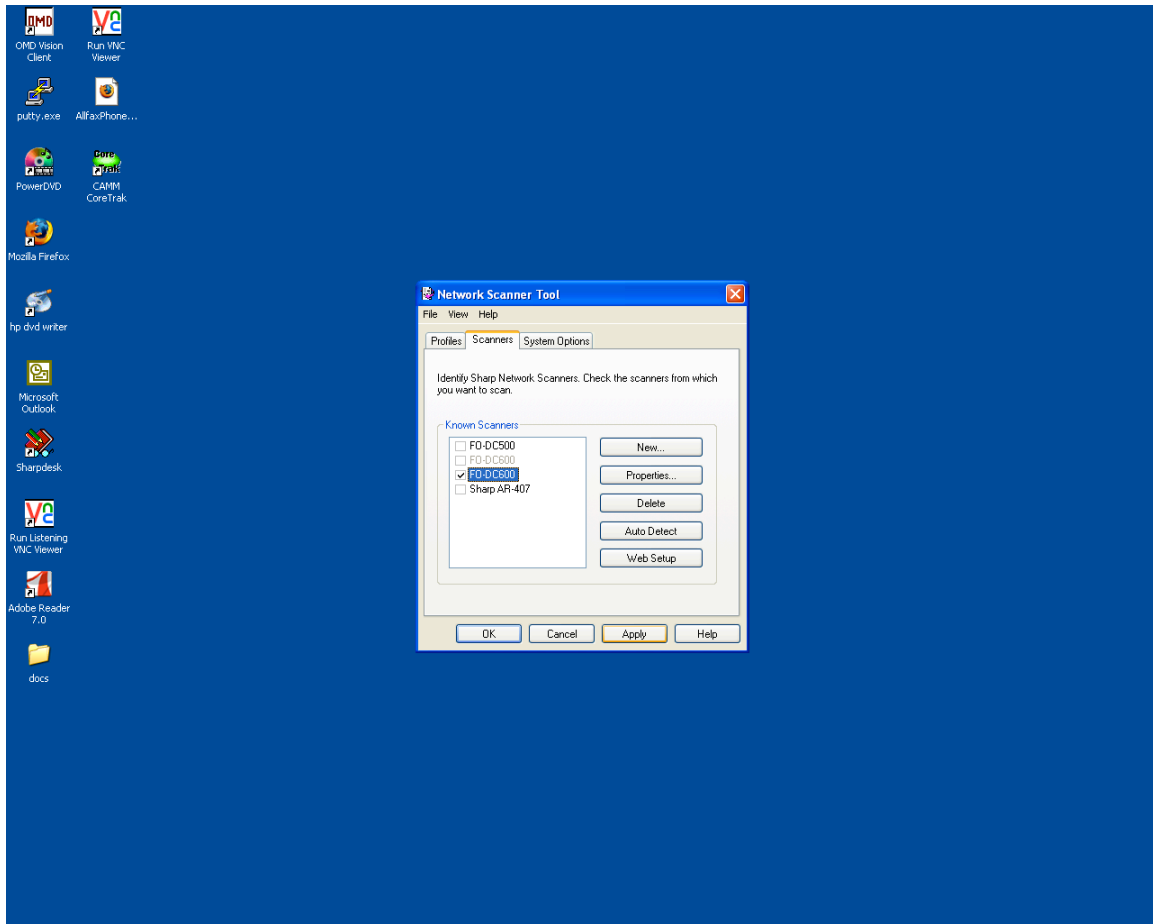 OMD
OMD Vision
Client
Run VNC
Viewer
putty.exe
AllfaxPhone...
PowerDVD
Core
Trak
CAMM
CoreTrak
Mozilla Firefox
hp dvd writer
Microsoft
Outlook
Sharpdesk
Run Listening
VNC Viewer
Adobe Reader
7.0
docs
Network Scanner Tool
File View Help
Profiles Scanners System Options
Identify Sharp Network Scanners. Check the scanners from which
you want to scan.
Known Scanners
FO-DC500
FO-DC600
FO-DC600
Sharp AR-407
New...
Properties...
Delete
Auto Detect
Web Setup
OK Cancel Apply Help